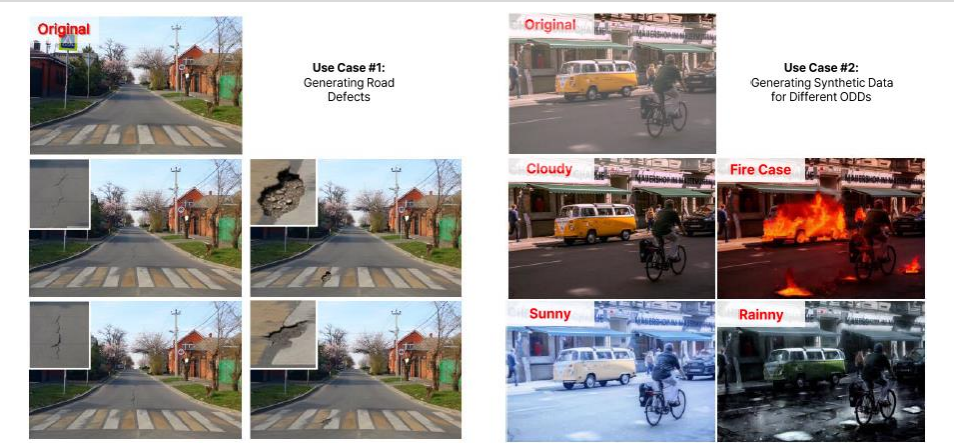 Original
Use Case #1:
Generating Road
Defects
Original
Use Case #2:
Generating Synthetic Data
for Different ODDs
Cloudy
Fire Case
Sunny
Rainny